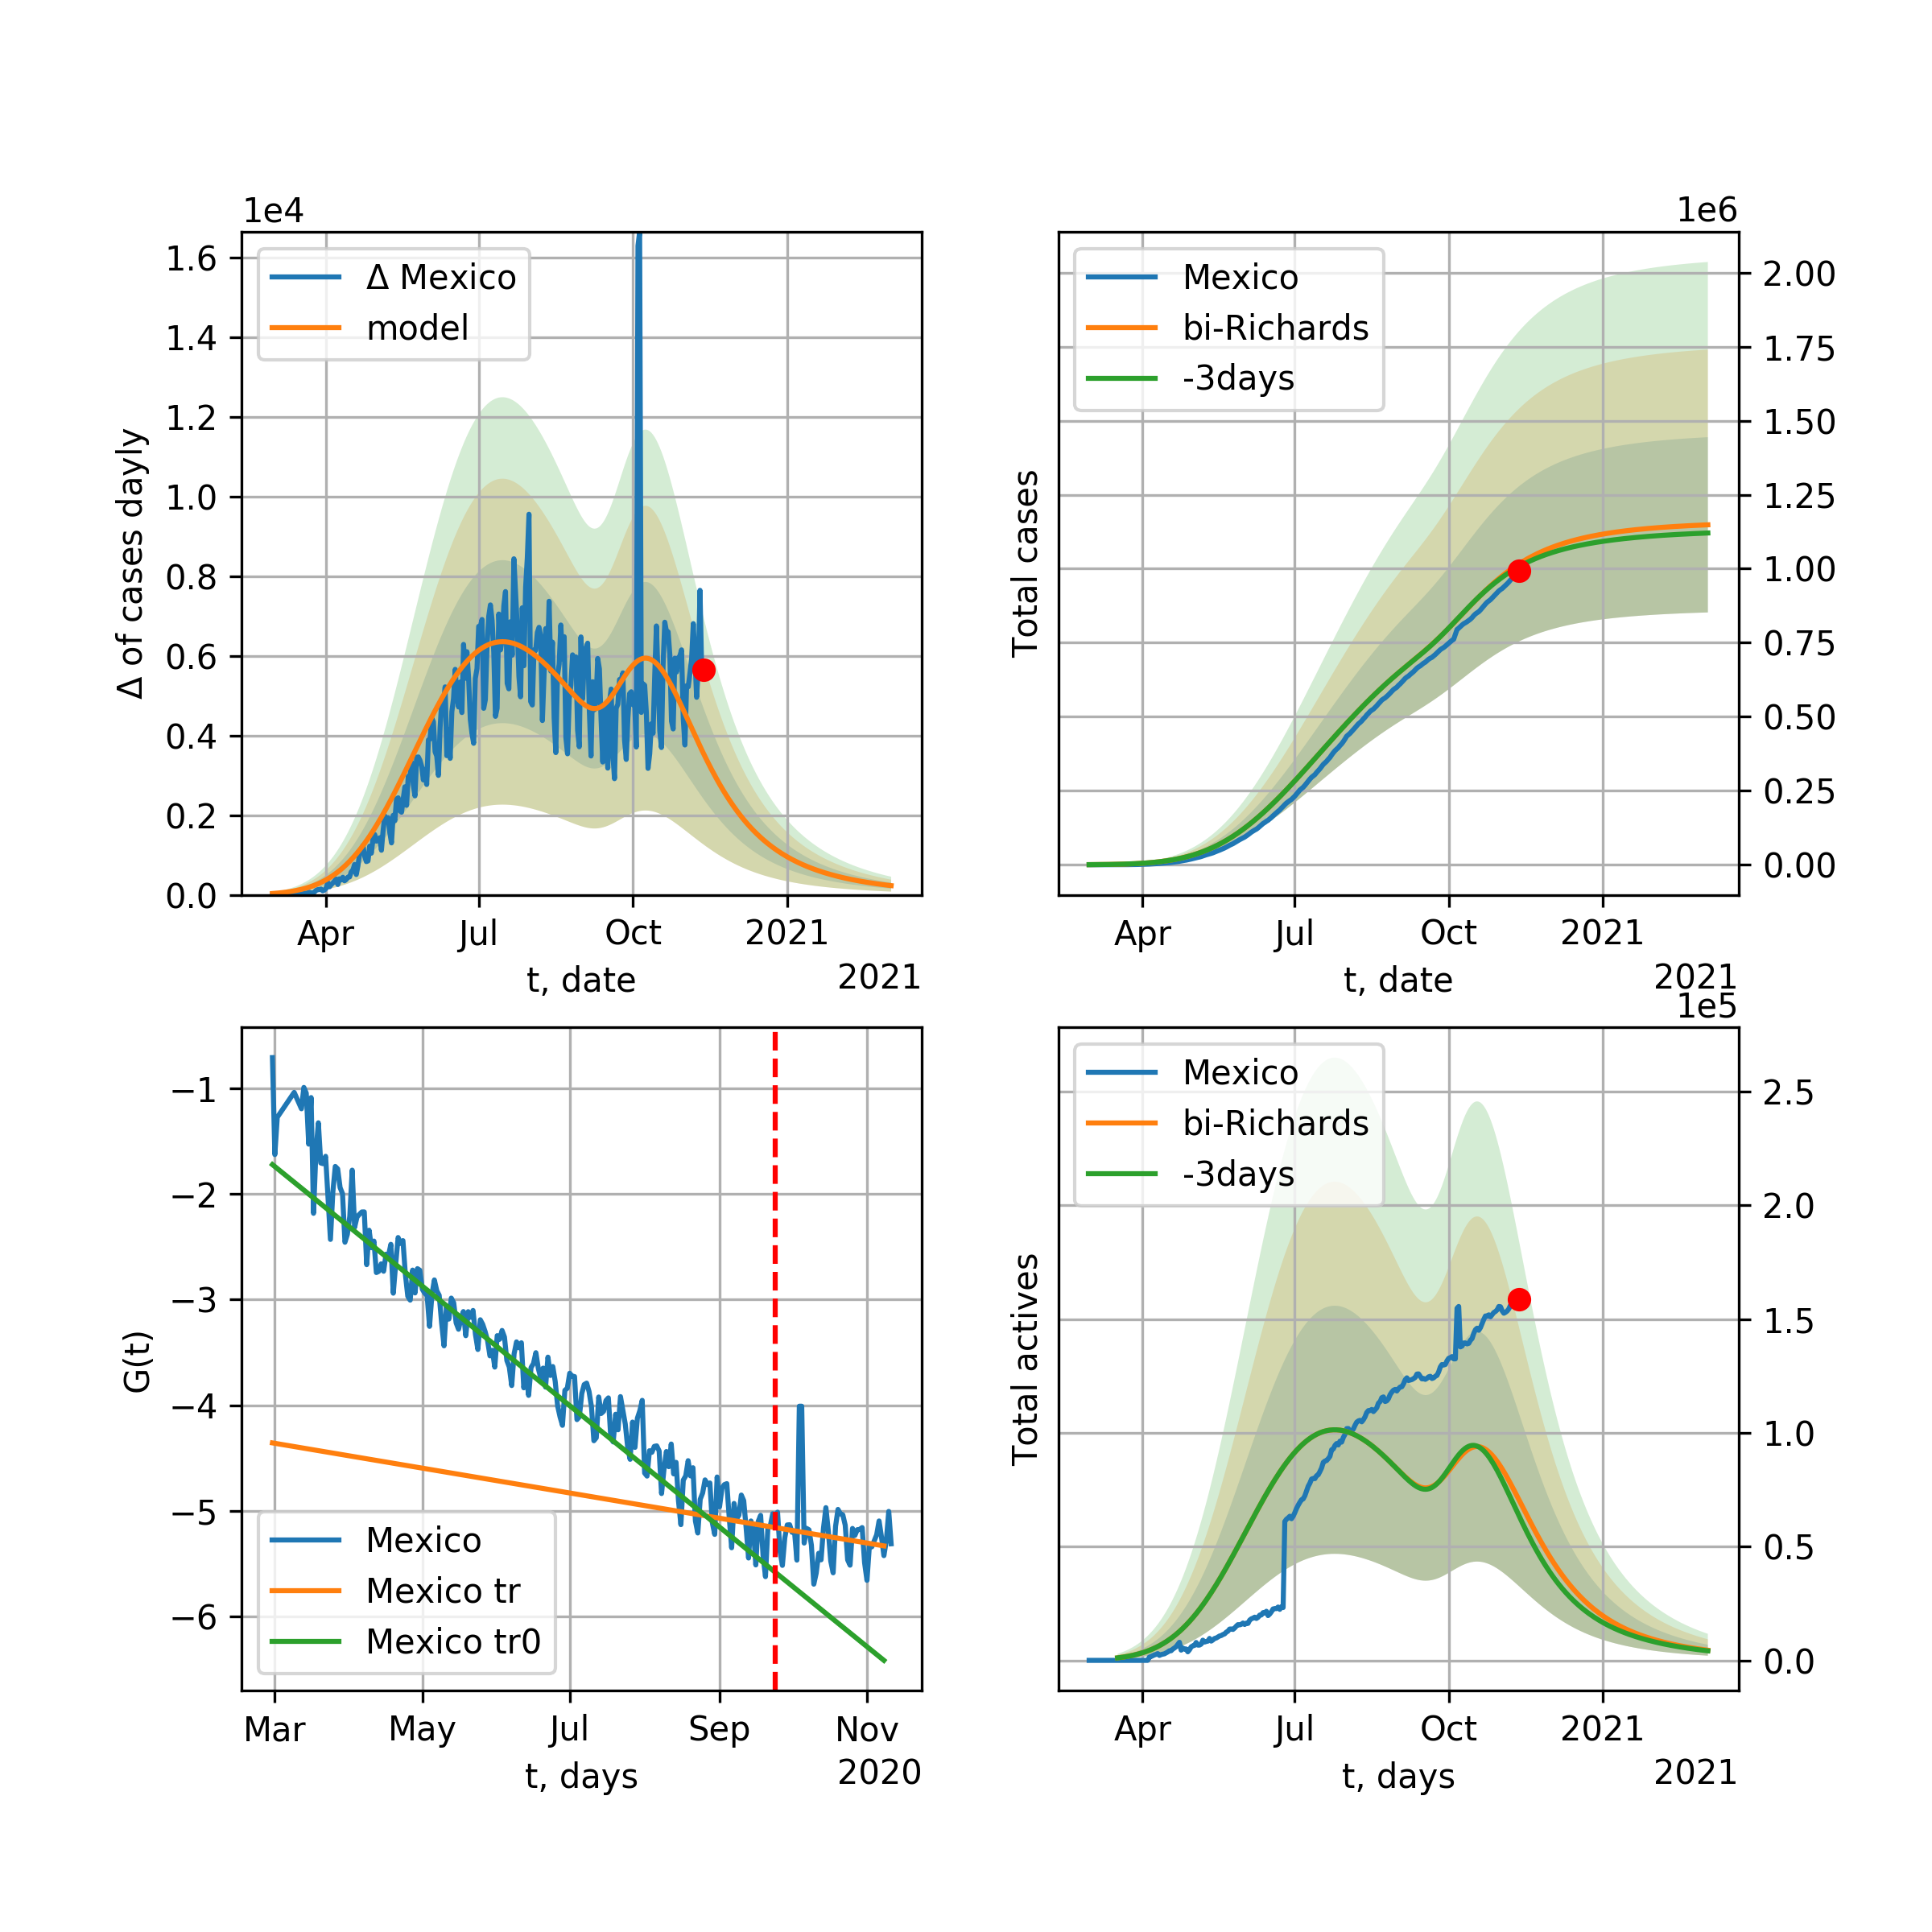 1e4
Δ Mexico
model
1.6
1.4
1.2
1.0
0.8
0.6
0.4
0.2
0.0
Δ of cases dayly
Apr
Jul
Oct
2021
t, date
2021
1e6
Mexico
bi-Richards
-3days
2.00
1.75
1.50
1.25
1.00
0.75
0.50
0.25
0.00
Total cases
Apr
Jul
Oct
2021
t, date
2021
−1
−2
−3
−4
−5
−6
G(t)
Mexico
Mexico tr
Mexico tr0
Mar
May
Jul
Sep
Nov
t, days
2020
1e5
Mexico
bi-Richards
-3days
2.5
2.0
1.5
1.0
0.5
0.0
Total actives
Apr
Jul
Oct
2021
t, days
2021